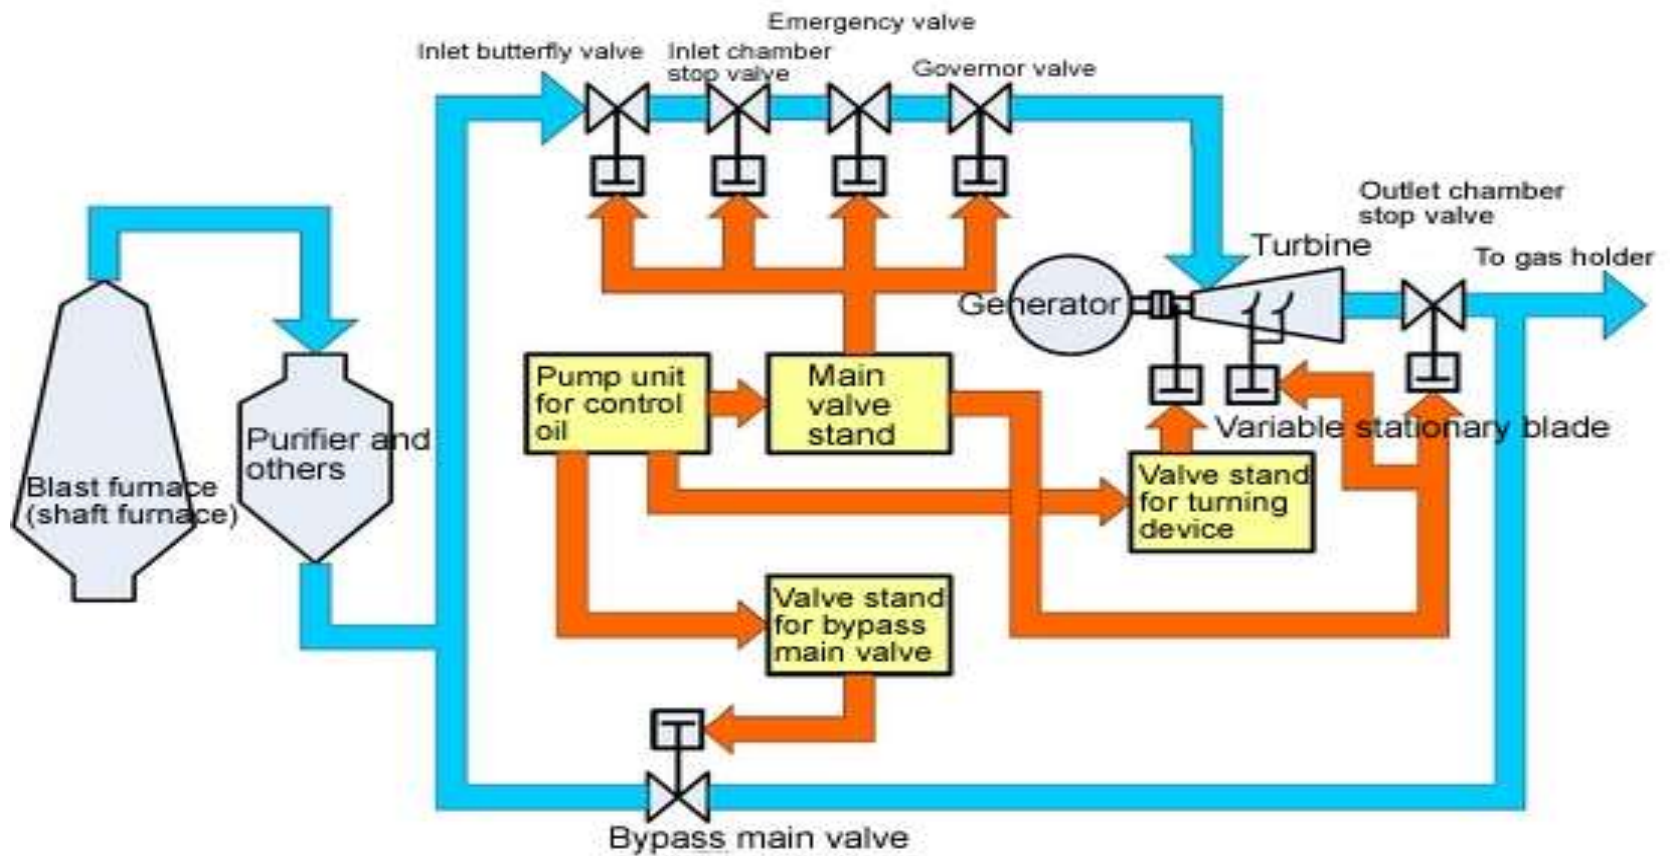 Emergency valve
Inlet butterfly valve
Inlet chamber
stop valve
Governor valve
Outlet chamber
stop valve
Turbine
To gas holder
Generator
Pump unit
for control
oil
Main
valve
stand
Variable stationary blade
Purifier and
others
Blast furnace
(shaft furnace)
Valve stand
for turning
device
Valve stand
for bypass
main valve
Bypass main valve